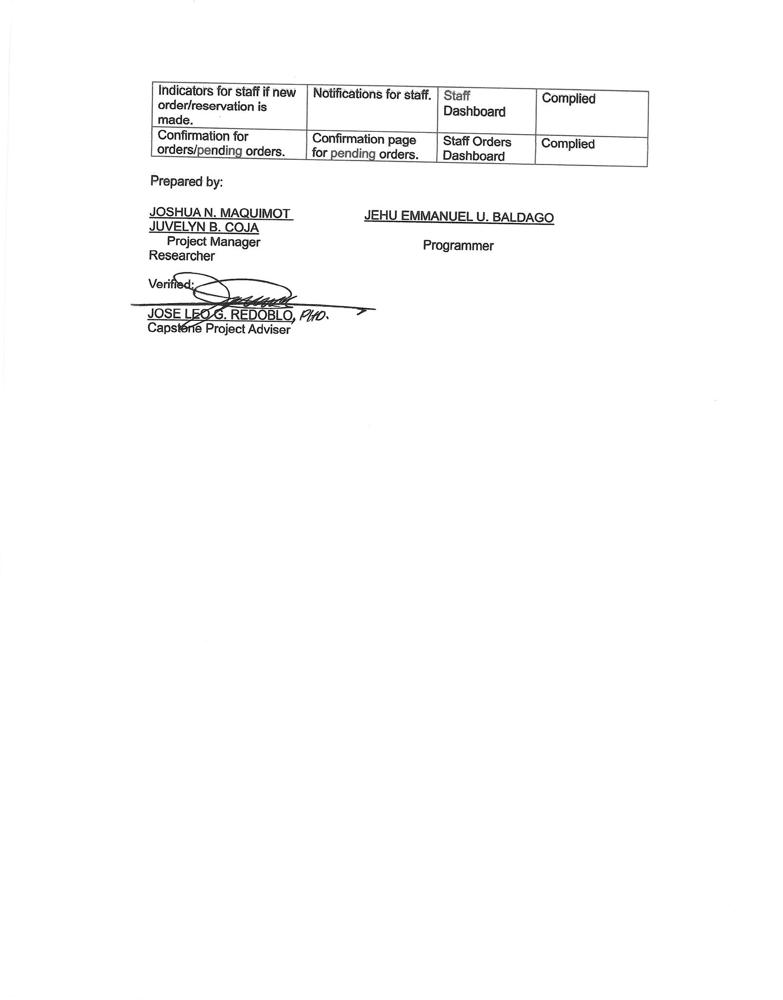 Indicators for staff if new
order/reservation is
made.
Notifications for staff.
Staff
Dashboard
Complied
Confirmation for
orders/pending orders.
Confirmation page
for pending orders.
Staff Orders
Dashboard
Complied
Prepared by:
JOSHUA N. MAQUIMOT
JEHU EMMANUEL U. BALDAGO
JUVELYN B. COJA
Project Manager
Programmer
Researcher
Verified:
JOSE LEO G. REDOBLO, PHD.
Capstone Project Adviser